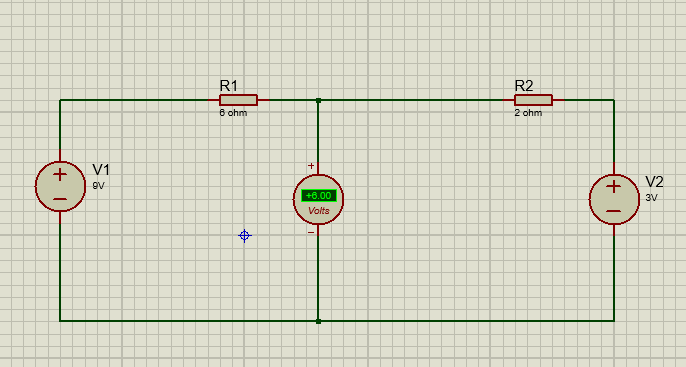 R1
6 ohm
R2
2 ohm
V1
9V
+
−
+
+6.00
Volts
−
V2
3V
+
−